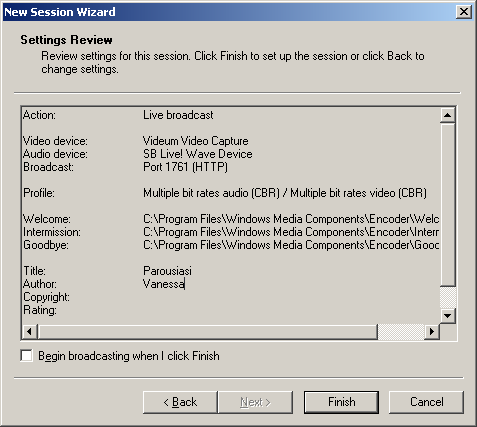 New Session Wizard
Settings Review
Review settings for this session. Click Finish to set up the session or click Back to
change settings.
Action: Live broadcast
Video device: Videum Video Capture
Audio device: SB Live! Wave Device
Broadcast: Port 1761 (HTTP)
Profile: Multiple bit rates audio (CBR) / Multiple bit rates video (CBR)
Welcome: C:\Program Files\Windows Media Components\Encoder\Welc
Intermission: C:\Program Files\Windows Media Components\Encoder\Interr
Goodbye: C:\Program Files\Windows Media Components\Encoder\Gooc
Title: Parousiasi
Author: Vanessa
Copyright:
Rating:
Begin broadcasting when I click Finish
< Back Next > Finish Cancel